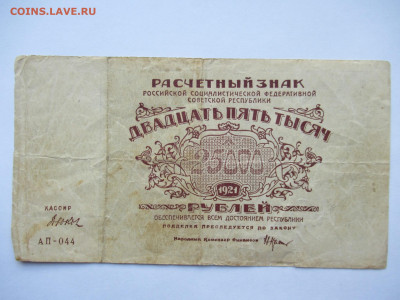 COINS.LAVE.RU
РАСЧЕТНЫЙ ЗНАК
РОССИЙСКОЙ СОЦИАЛИСТИЧЕСКОЙ ФЕДЕРАТИВНОЙ
СОВЕТСКОЙ РЕСПУБЛИКИ
ДВАДЦАТЬ ПЯТЬ ТЫСЯЧ
25000
1921
РУБЛЕЙ
ОБЕСПЕЧИВАЕТСЯ ВСЕМ ДОСТОЯНИЕМ РЕСПУБЛИКИ
ПОДДЕЛКА ПРЕСЛЕДУЕТСЯ ПО ЗАКОНУ
Народный Комиссар Финансов
КАССИР
АП-044